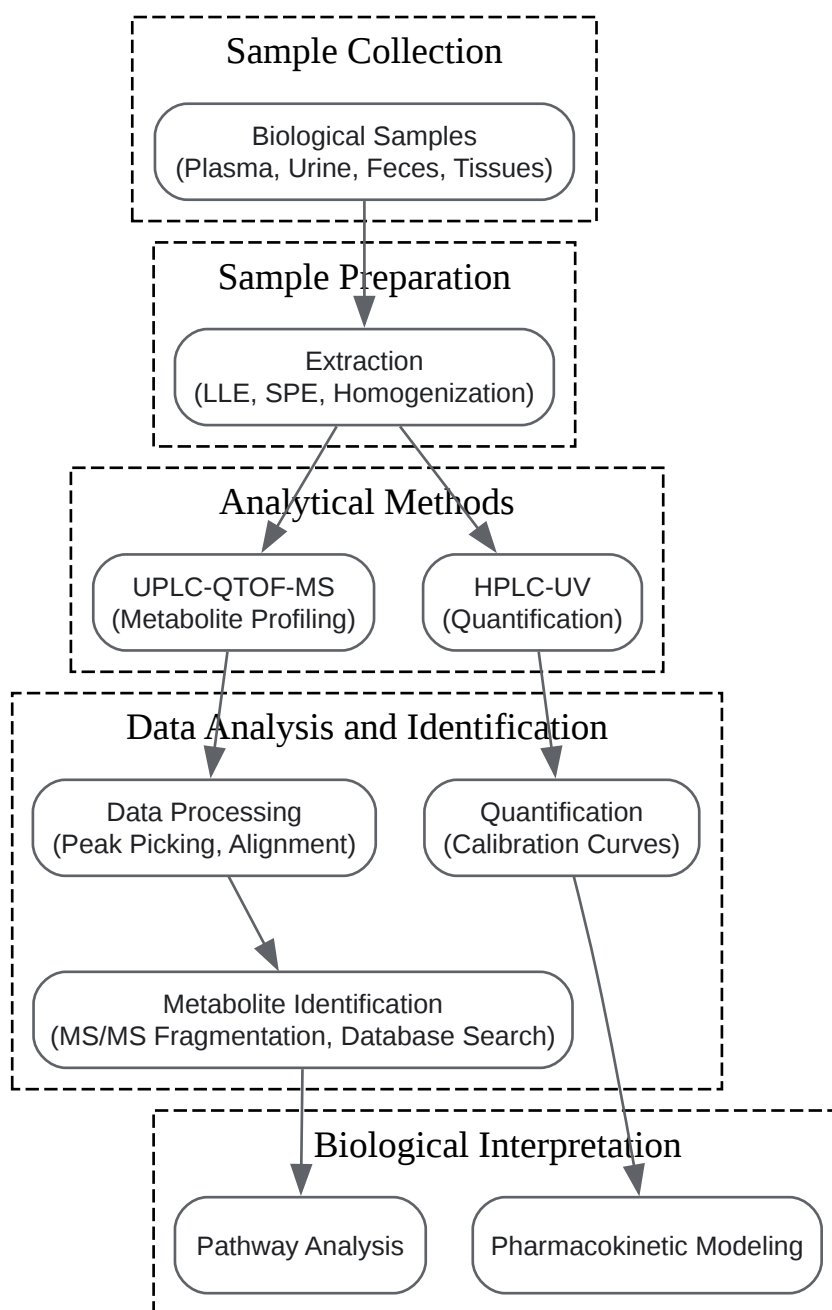 Sample Collection
Biological Samples
(Plasma, Urine, Feces, Tissues)
Sample Preparation
Extraction
(LLE, SPE, Homogenization)
Analytical Methods
UPLC-QTOF-MS
(Metabolite Profiling)
HPLC-UV
(Quantification)
Data Analysis and Identification
Data Processing
(Peak Picking, Alignment)
Quantification
(Calibration Curves)
Metabolite Identification
(MS/MS Fragmentation, Database Search)
Biological Interpretation
Pathway Analysis
Pharmacokinetic Modeling